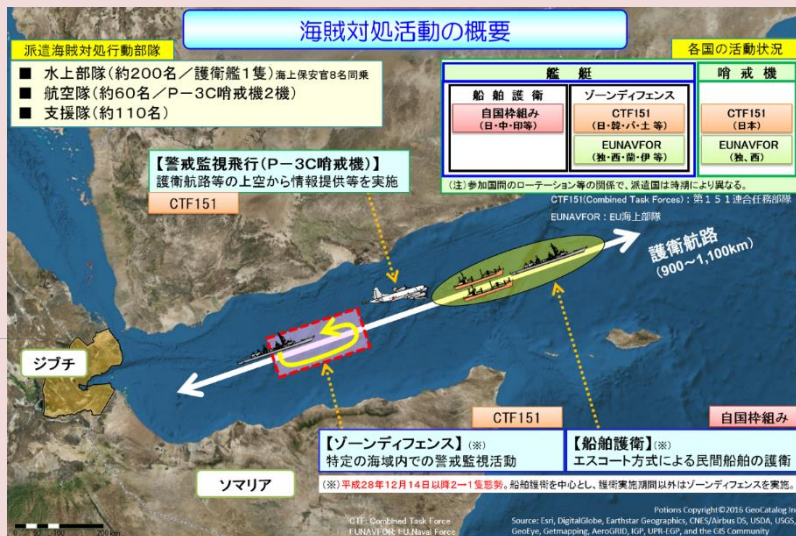 海賊対処活動の概要
派遣海賊対処行動部隊
■ 水上部隊(約200名/護衛艦1隻)海上保安官8名同乗
■ 航空隊(約60名/P-3C哨戒機2機)
■ 支援隊(約110名)
各国の活動状況
艦 艇
哨戒機
船舶護衛
ゾーンディフェンス
自国枠組み
(日・中・印等)
CTF151
(日・韓・パ・土 等)
CTF151
(日本)
EUNAVFOR
(独・西・蘭・伊 等)
EUNAVFOR
(独、西)
(注)参加国間のローテーション等の関係で、派遣国は時期により異なる。
CTF151(Combined Task Forces):第151連合任務部隊
EUNAVFOR:EU海上部隊
【警戒監視飛行(P-3C哨戒機)】
護衛航路等の上空から情報提供等を実施
CTF151
護衛航路
(900~1,100km)
ジブチ
ソマリア
CTF151
自国枠組み
【ゾーンディフェンス】(※)
特定の海域内での警戒監視活動
【船舶護衛】(※)
エスコート方式による民間船舶の護衛
(※)平成28年12月14日以降2→1隻態勢。船舶護衛を中心とし、護衛実施期間以外はゾーンディフェンスを実施。
CTF: Combined Task Force
EUNAVFOR: EU Naval Force
Potions Copyright©2016 GeoCatalog In
Source: Esri, DigitalGlobe, Earthstar Geographics, CNES/Airbus DS, USDA, USGS,
GeoEye, Getmapping, AeroGRID, IGP, UPR-EGP, and the GIS Community